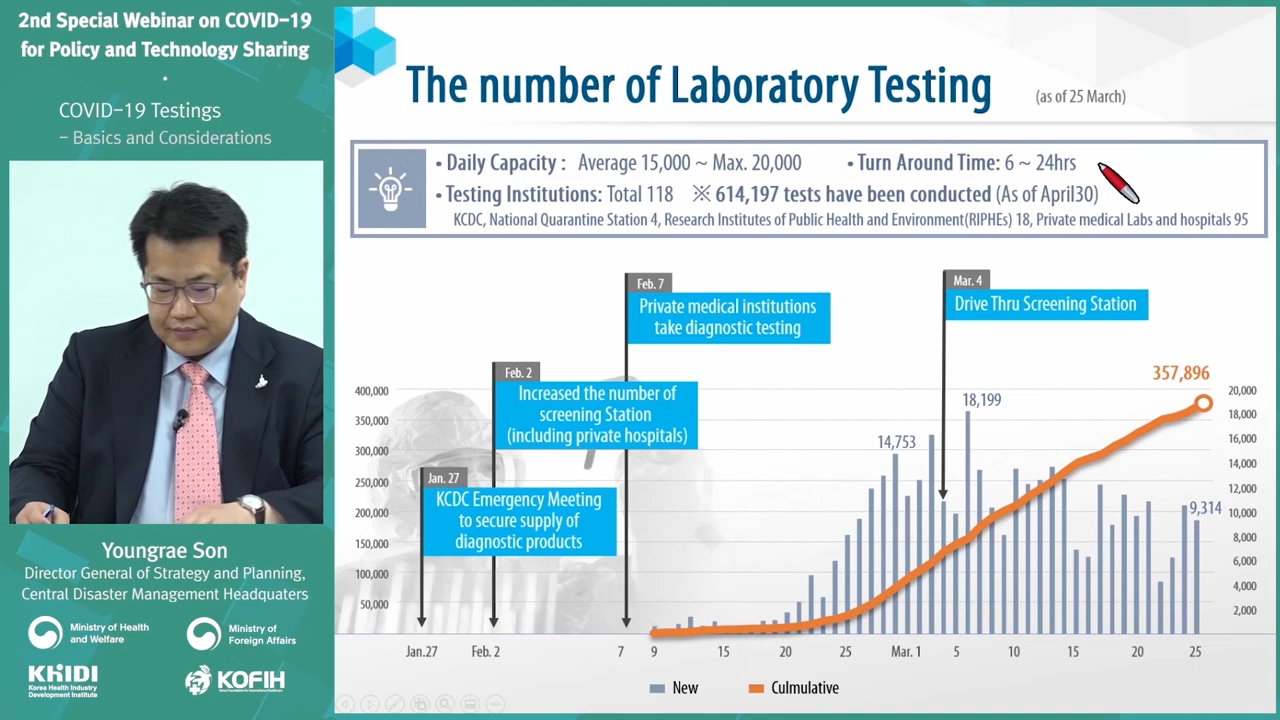 2nd Special Webinar on COVID-19
for Policy and Technology Sharing
COVID-19 Testings
- Basics and Considerations
Youngrae Son
Director General of Strategy and Planning,
Central Disaster Management Headquaters
Ministry of Health
and Welfare
Ministry of
Foreign Affairs
KHIDI
Korea Health Industry
Development Institute
KOFIH
Korea Foundation for International Healthcare
The number of Laboratory Testing
(as of 25 March)
• Daily Capacity : Average 15,000 ~ Max. 20,000
• Turn Around Time: 6 ~ 24hrs
• Testing Institutions: Total 118 ※ 614,197 tests have been conducted (As of April30)
KCDC, National Quarantine Station 4, Research Institutes of Public Health and Environment(RIPHEs) 18, Private medical Labs and hospitals 95
Feb. 7
Private medical institutions
take diagnostic testing
Mar. 4
Drive Thru Screening Station
Feb. 2
Increased the number of
screening Station
(including private hospitals)
Jan. 27
KCDC Emergency Meeting
to secure supply of
diagnostic products
400,000
350,000
300,000
250,000
200,000
150,000
100,000
50,000
14,753
18,199
357,896
9,314
20,000
18,000
16,000
14,000
12,000
10,000
8,000
6,000
4,000
2,000
Jan.27 Feb. 2 7 9 15 20 25 Mar. 1 5 10 15 20 25
New Culmulative